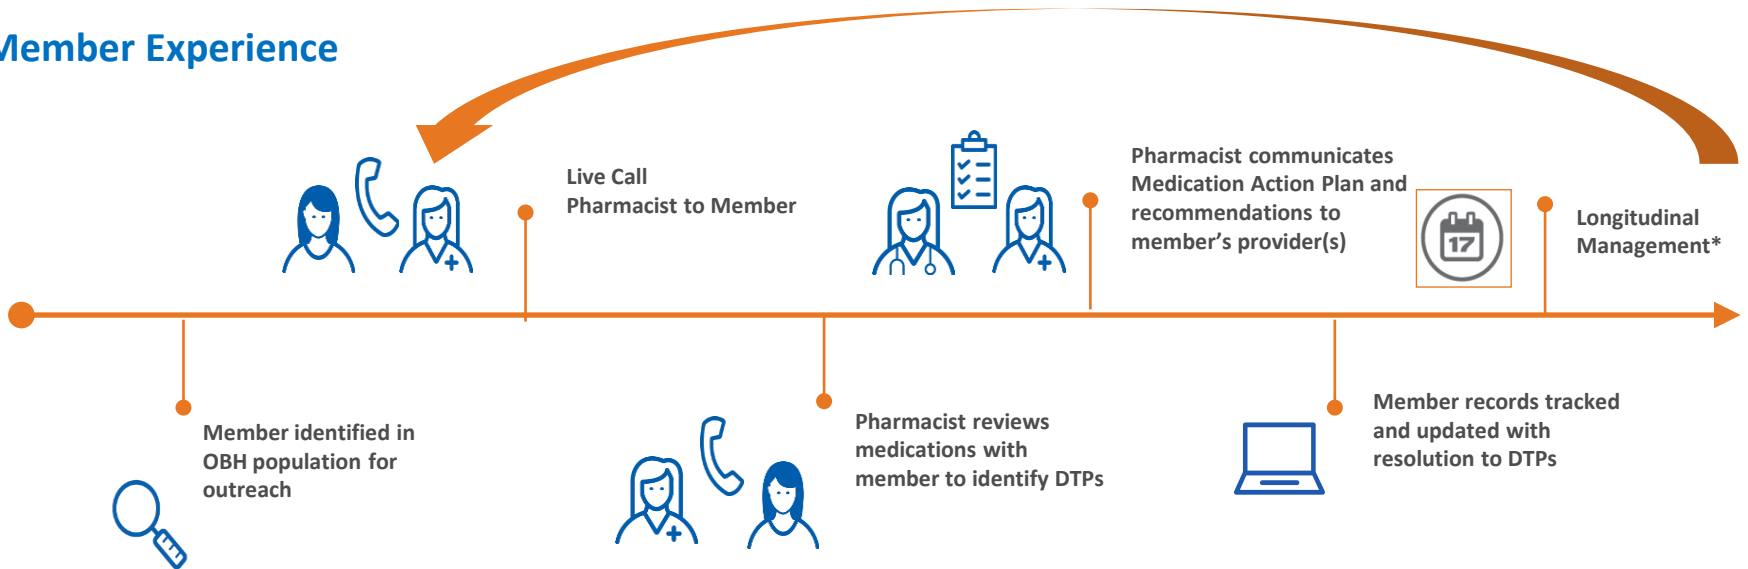 Member Experience
Live Call
Pharmacist to Member
Pharmacist communicates
Medication Action Plan and
recommendations to
member's provider(s)
17
Longitudinal
Management*
Member identified in
OBH population for
outreach
Pharmacist reviews
medications with
member to identify DTPs
Member records tracked
and updated with
resolution to DTPs